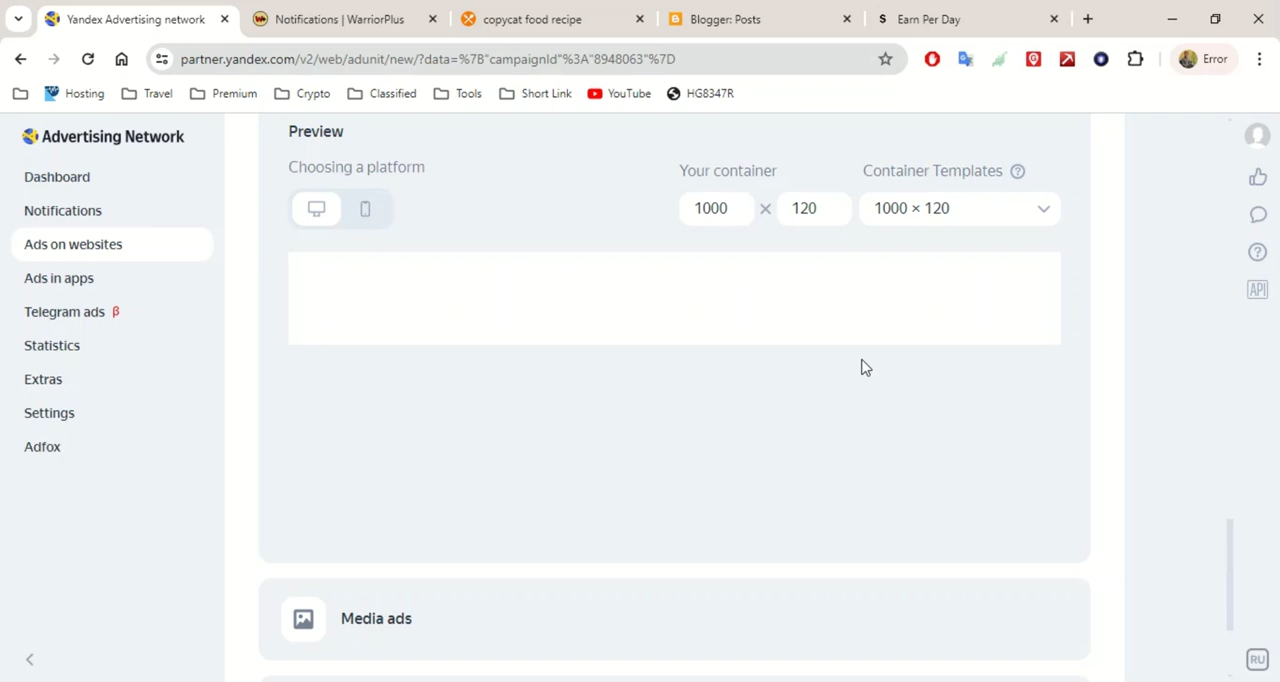 Yandex Advertising network
Notifications | WarriorPlus
copycat food recipe
Blogger: Posts
S Earn Per Day
partner.yandex.com/v2/web/adunit/new/?data=%7B"campaignId"%3A"8948063"%7D
Error
Hosting
Travel
Premium
Crypto
Classified
Tools
Short Link
YouTube
HG8347R
Advertising Network
Dashboard
Notifications
Ads on websites
Ads in apps
Telegram ads β
Statistics
Extras
Settings
Adfox
Preview
Choosing a platform
Your container
Container Templates
1000 × 120
1000 × 120
Media ads
API
RU